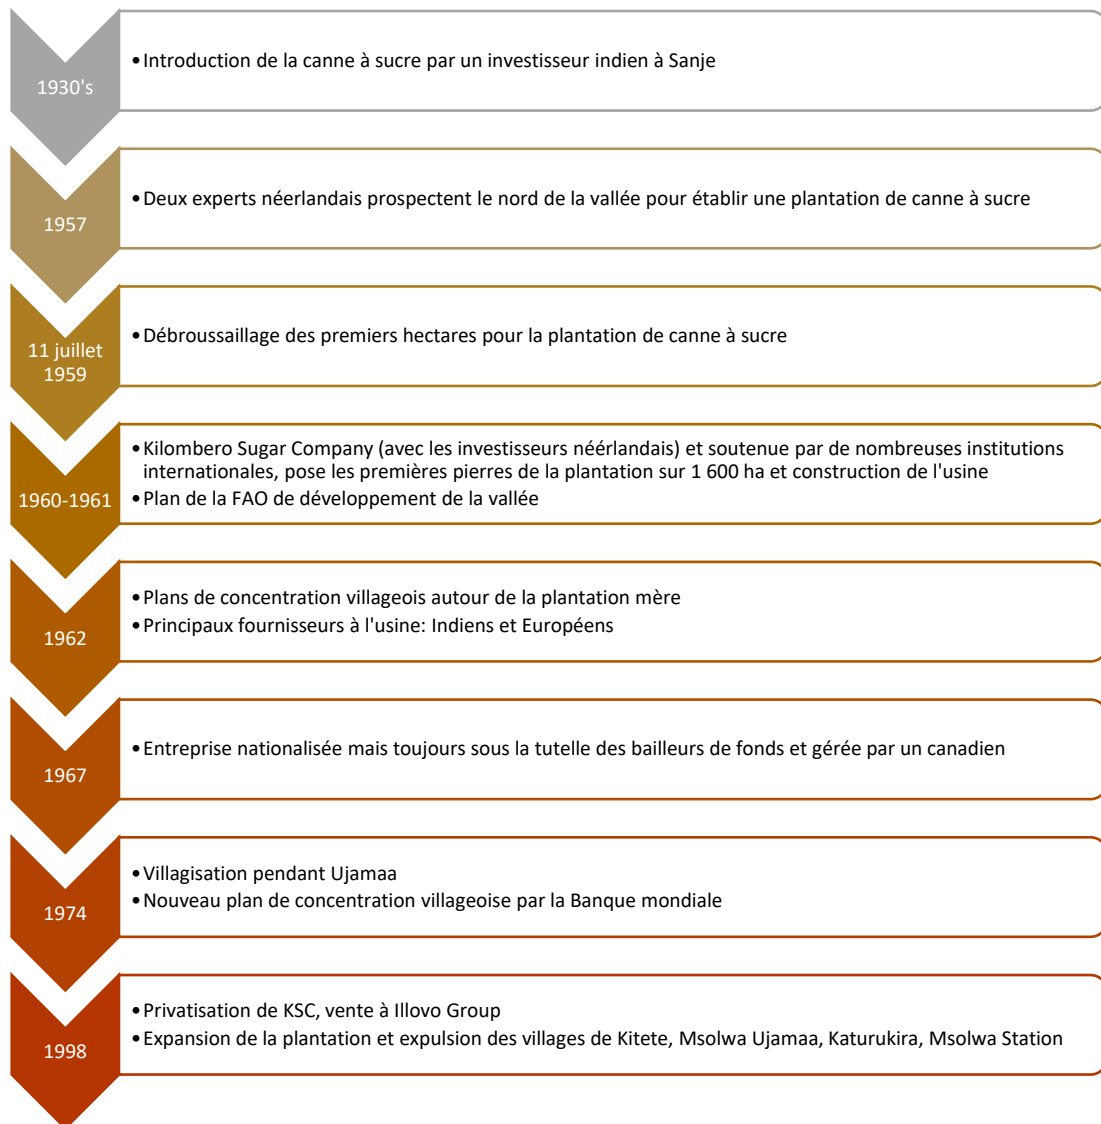 1930's
•Introduction de la canne à sucre par un investisseur indien à Sanje
1957
•Deux experts néerlandais prospectent le nord de la vallée pour établir une plantation de canne à sucre
11 juillet
1959
•Débroussaillage des premiers hectares pour la plantation de canne à sucre
1960-1961
•Kilombero Sugar Company (avec les investisseurs néérlandais) et soutenue par de nombreuses institutions
internationales, pose les premières pierres de la plantation sur 1 600 ha et construction de l'usine
•Plan de la FAO de développement de la vallée
1962
•Plans de concentration villageois autour de la plantation mère
•Principaux fournisseurs à l'usine: Indiens et Européens
1967
•Entreprise nationalisée mais toujours sous la tutelle des bailleurs de fonds et gérée par un canadien
1974
•Villagisation pendant Ujamaa
•Nouveau plan de concentration villageoise par la Banque mondiale
1998
•Privatisation de KSC, vente à Illovo Group
•Expansion de la plantation et expulsion des villages de Kitete, Msolwa Ujamaa, Katurukira, Msolwa Station